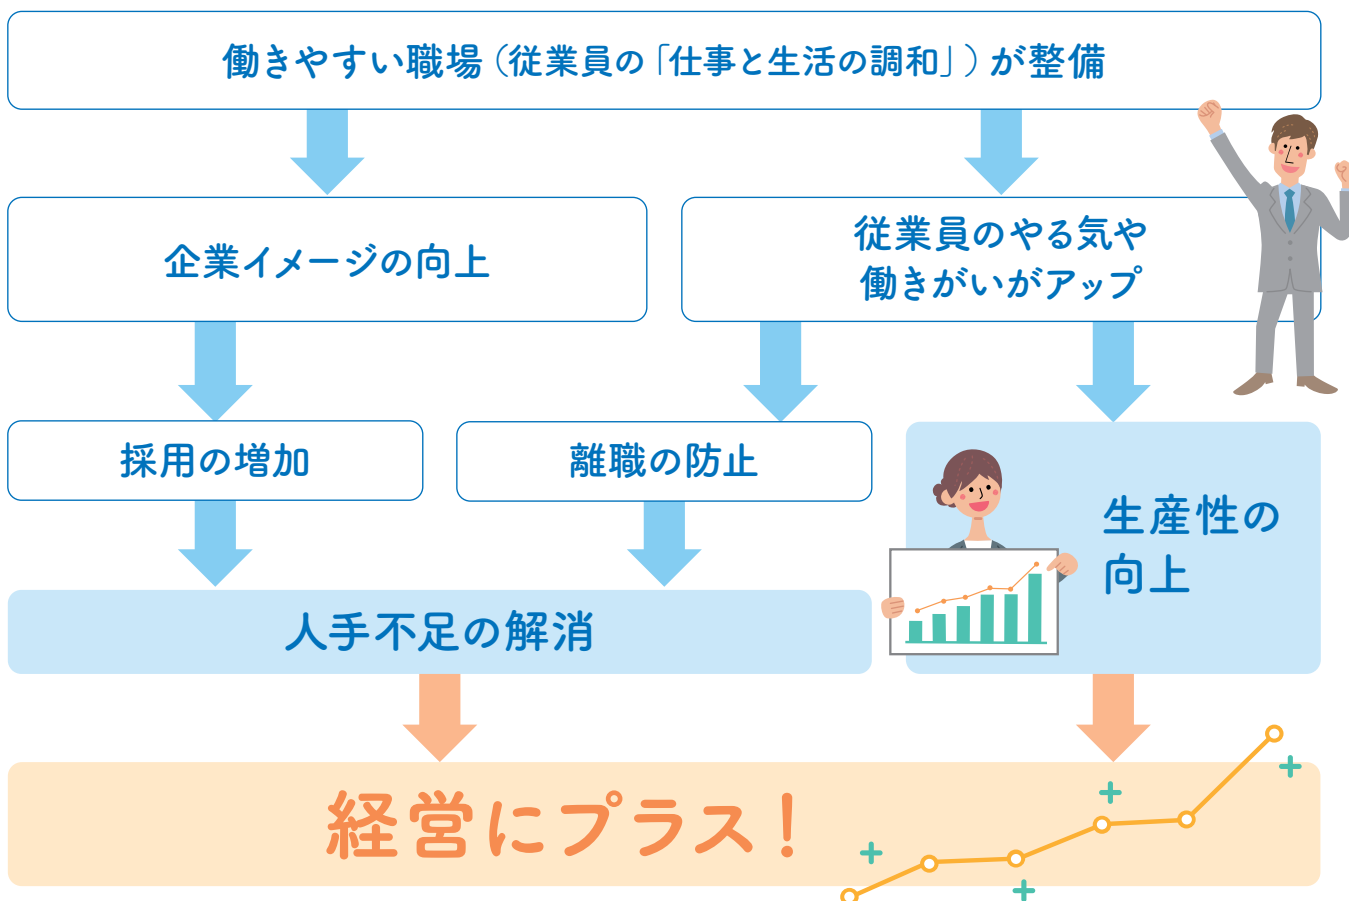 働きやすい職場（従業員の「仕事と生活の調和」）が整備
企業イメージの向上
従業員のやる気や
働きがいがアップ
採用の増加
離職の防止
生産性の
向上
人手不足の解消
経営にプラス！